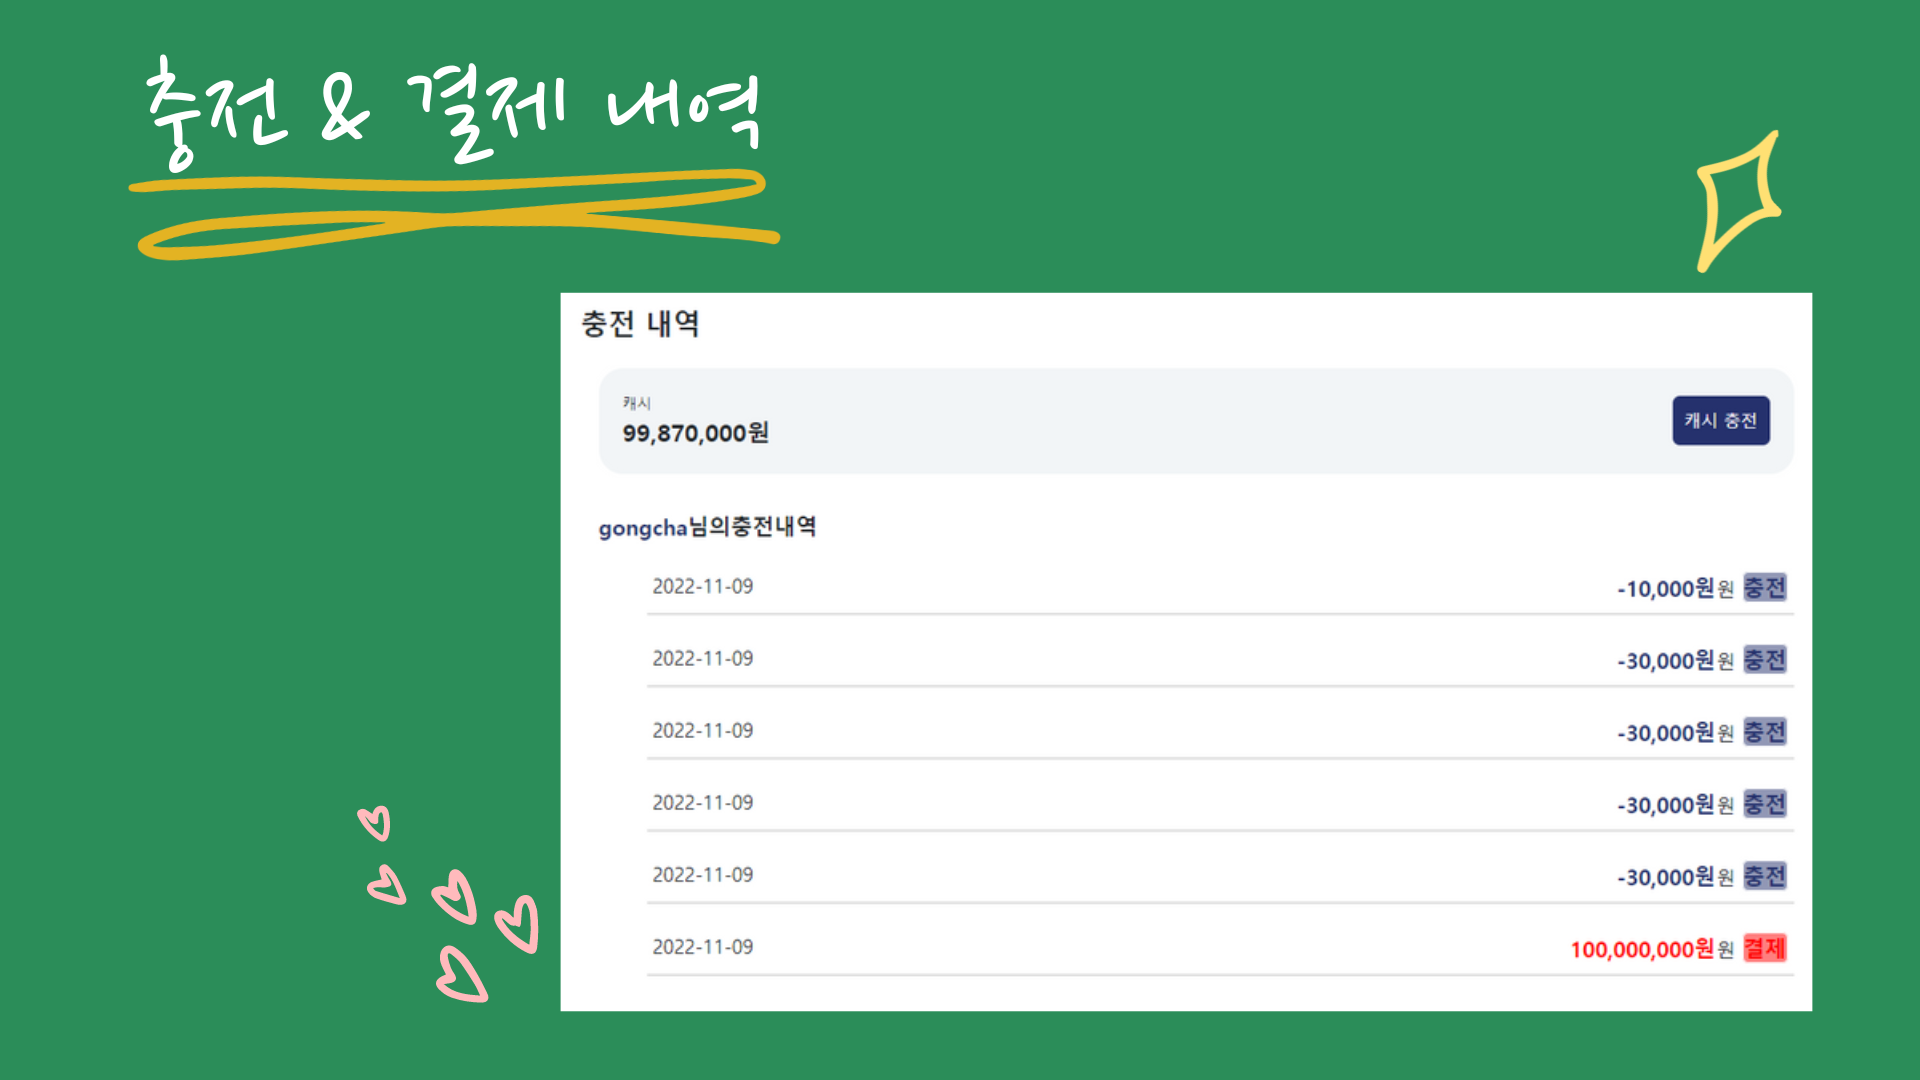 충전 & 결제 내역
충전 내역
캐시
99,870,000원
캐시 충전
gongcha님의충전내역
2022-11-09 -10,000원원 충전
2022-11-09 -30,000원원 충전
2022-11-09 -30,000원원 충전
2022-11-09 -30,000원원 충전
2022-11-09 -30,000원원 충전
2022-11-09 100,000,000원원 결제